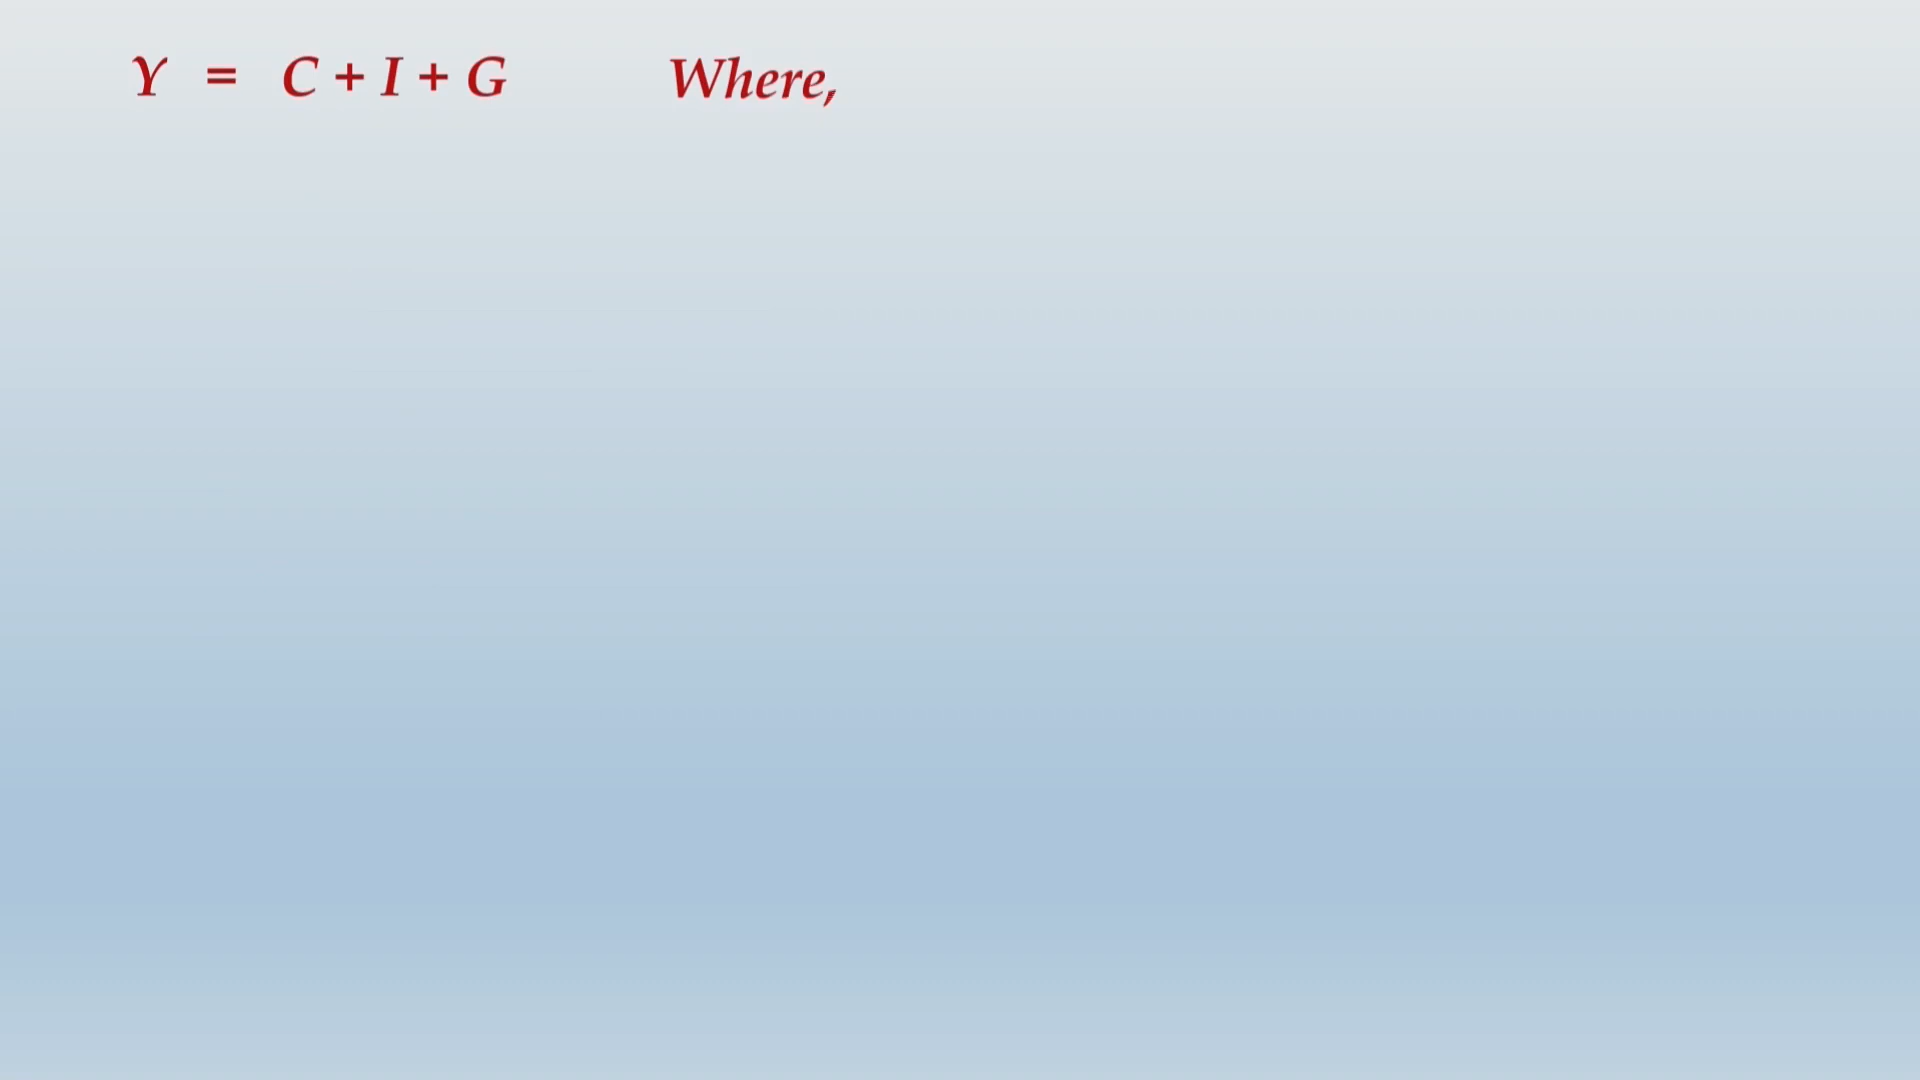 Y = C + I + G Where,